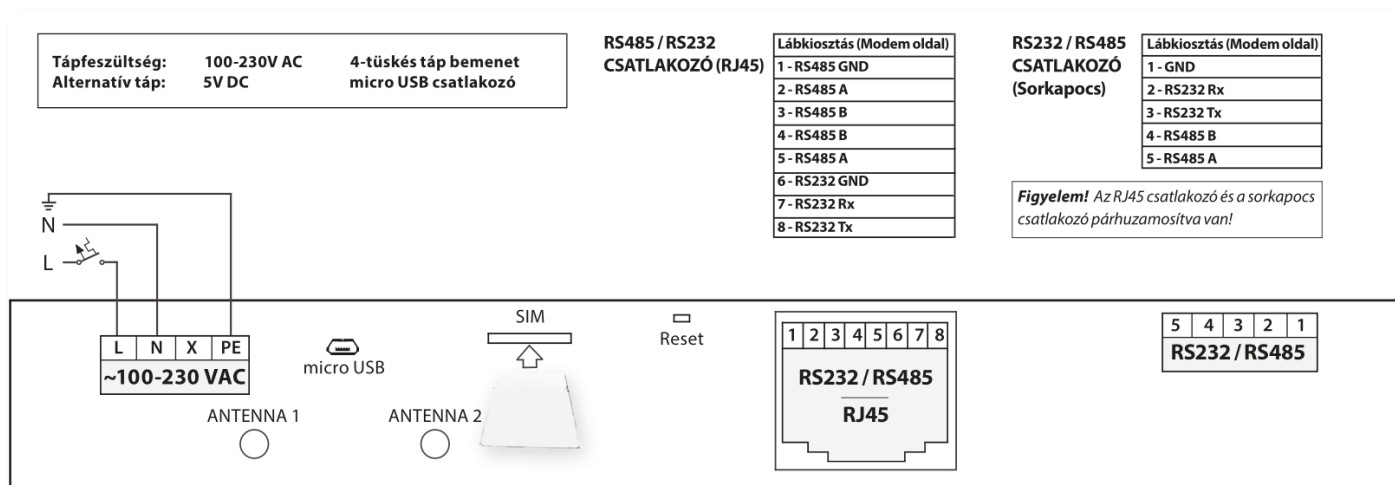 Tápfeszültség: 100-230V AC 4-tüskés táp bemenet
Alternatív táp: 5V DC micro USB csatlakozó
RS485 / RS232
CSATLAKOZÓ (RJ45)
Lábkiosztás (Modem oldal)
1 - RS485 GND
2 - RS485 A
3 - RS485 B
4 - RS485 B
5 - RS485 A
6 - RS232 GND
7 - RS232 Rx
8 - RS232 Tx
RS232 / RS485
CSATLAKOZÓ
(Sorkapocs)
Lábkiosztás (Modem oldal)
1 - GND
2 - RS232 Rx
3 - RS232 Tx
4 - RS485 B
5 - RS485 A
Figyelem! Az RJ45 csatlakozó és a sorkapocs
csatlakozó párhuzamosítva van!
N
L
L N X PE
~100-230 VAC
micro USB
ANTENNA 1
ANTENNA 2
SIM
Reset
1 2 3 4 5 6 7 8
RS232 / RS485
RJ45
5 4 3 2 1
RS232 / RS485